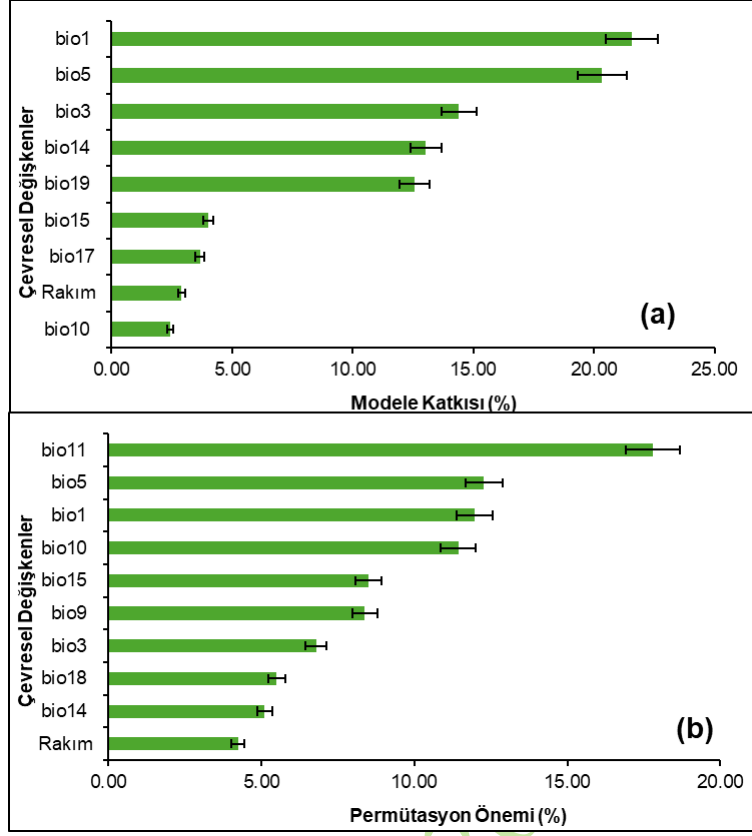 Çevresel Değişkenler
bio1
bio5
bio3
bio14
bio19
bio15
bio17
Rakım
bio10
(a)
0.00 5.00 10.00 15.00 20.00 25.00
Modele Katkısı (%)
Çevresel Değişkenler
bio11
bio5
bio1
bio10
bio15
bio9
bio3
bio18
bio14
Rakım
(b)
0.00 5.00 10.00 15.00 20.00
Permütasyon Önemi (%)